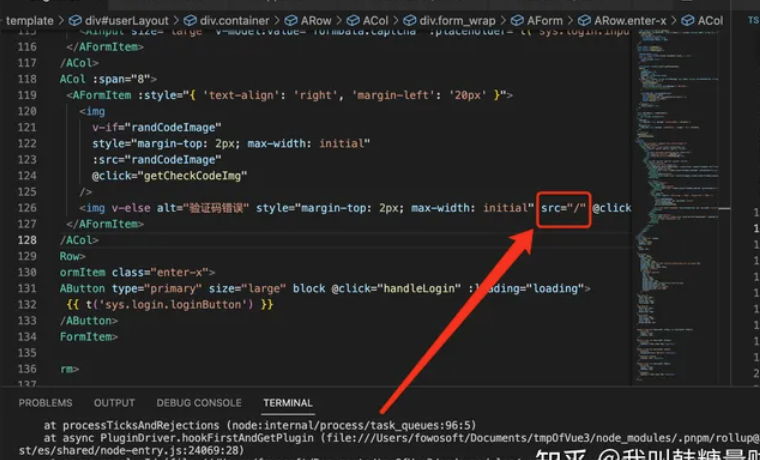 template > div#userLayout > div.container > ARow > ACol > div.form_wrap > AForm > ARow.enter-x > ACol
TS
115 <AInput size="large" v-model:value="formData.captcha" :placeholder="t('sys.login.inpu
116 </AFormItem>
117 /ACol>
118 ACol :span="8">
119 <AFormItem :style="{ 'text-align': 'right', 'margin-left': '20px' }">
120 <img
121 v-if="randCodeImage"
122 style="margin-top: 2px; max-width: initial"
123 :src="randCodeImage"
124 @click="getCheckCodeImg"
125 />
126 <img v-else alt="验证码错误" style="margin-top: 2px; max-width: initial" src="/" @click
127 </AFormItem>
128 /ACol>
129 Row>
130 ormItem class="enter-x">
131 AButton type="primary" size="large" block @click="handleLogin" :loading="loading">
132 {{ t('sys.login.loginButton') }}
133 /AButton>
134 FormItem>
135
136 rm>
137
PROBLEMS OUTPUT DEBUG CONSOLE TERMINAL
at processTicksAndRejections (node:internal/process/task_queues:96:5)
at async PluginDriver.hookFirstAndGetPlugin (file:///Users/fowosoft/Documents/tmpOfVue3/node_modules/.pnpm/rollup@
st/es/shared/node-entry.js:24069:28)
知乎 @我叫韩糖量